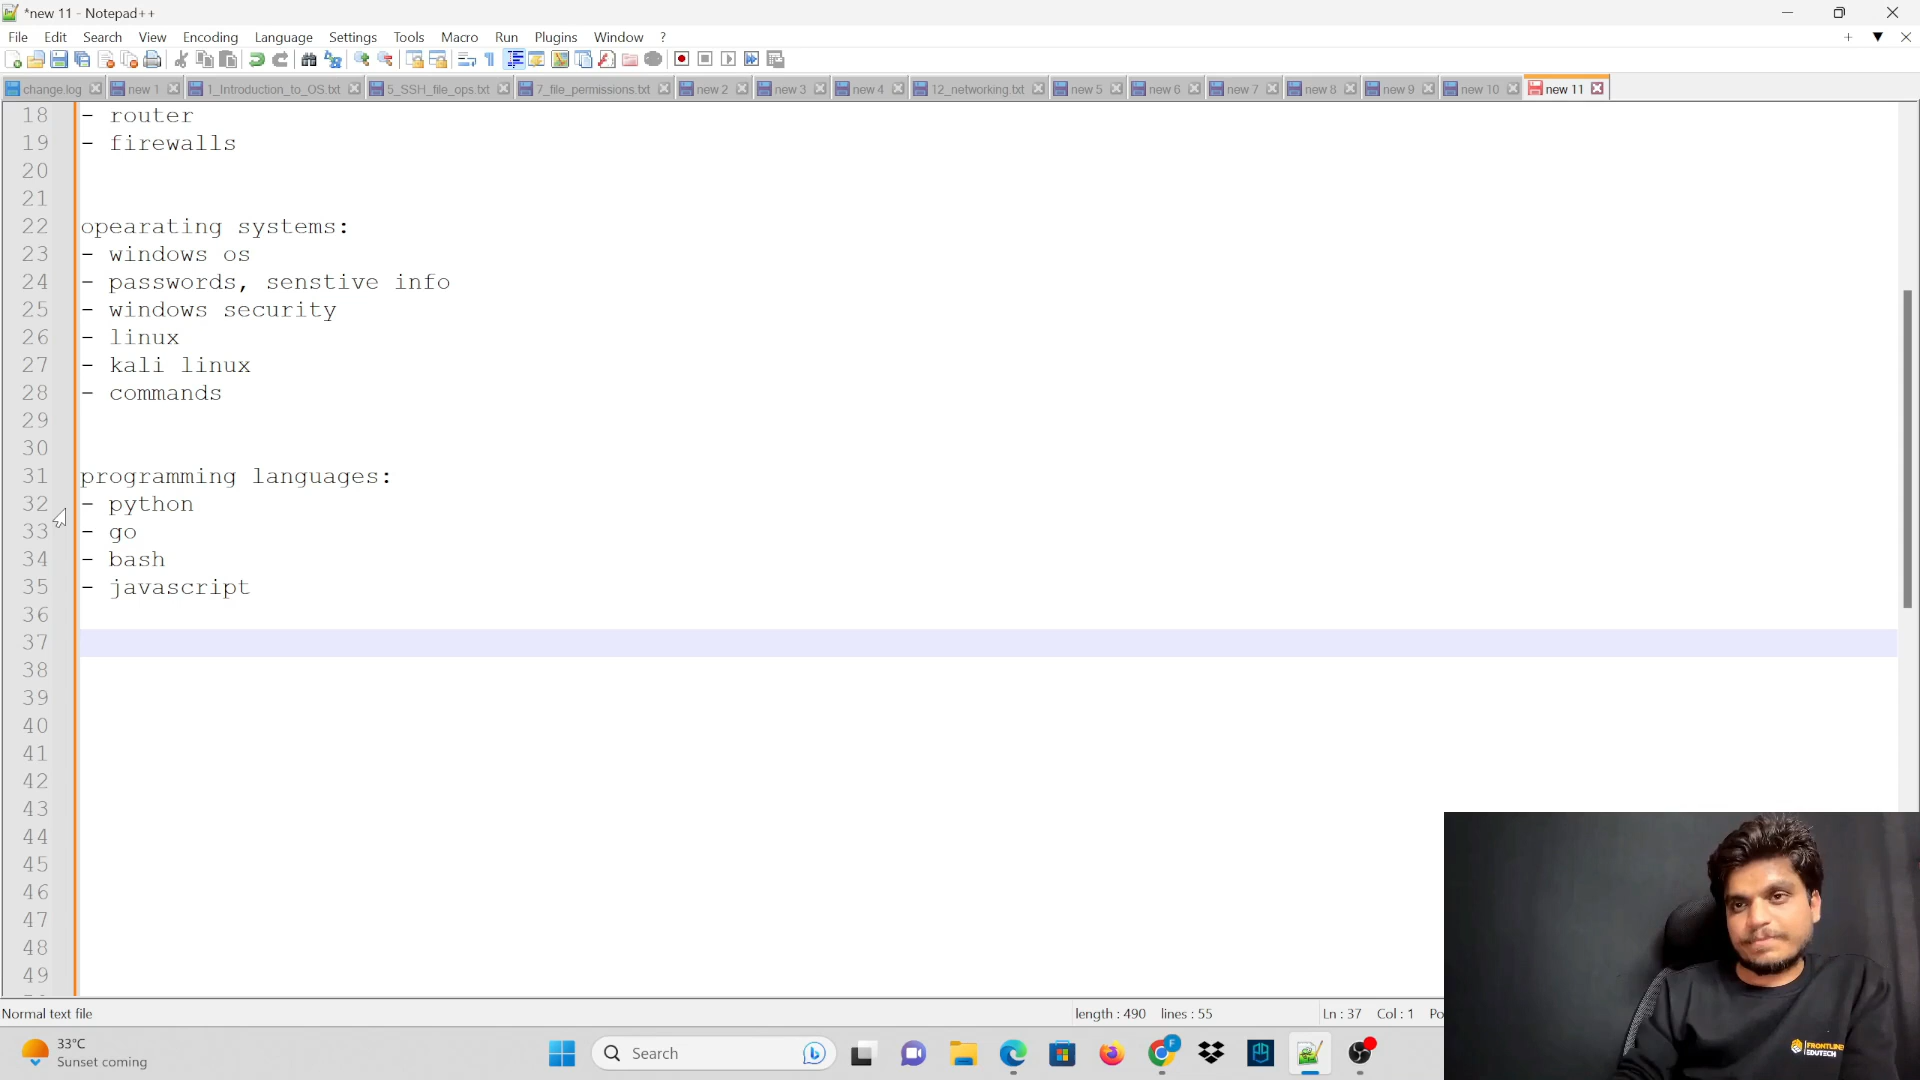 *new 11 - Notepad++
File Edit Search View Encoding Language Settings Tools Macro Run Plugins Window ?
change.log new 1 1_Introduction_to_OS.txt 5_SSH_file_ops.txt 7_file_permissions.txt new 2 new 3 new 4 12_networking.txt new 5 new 6 new 7 new 8 new 9 new 10 new 11
18 - router
19 - firewalls
20
21
22 opearating systems:
23 - windows os
24 - passwords, senstive info
25 - windows security
26 - linux
27 - kali linux
28 - commands
29
30
31 programming languages:
32 - python
33 - go
34 - bash
35 - javascript
36
37
38
39
40
41
42
43
44
45
46
47
48
49
Normal text file length : 490 lines : 55 Ln : 37 Col : 1 Po
33°C
Sunset coming
Search
FRONTLINE
EDUTECH